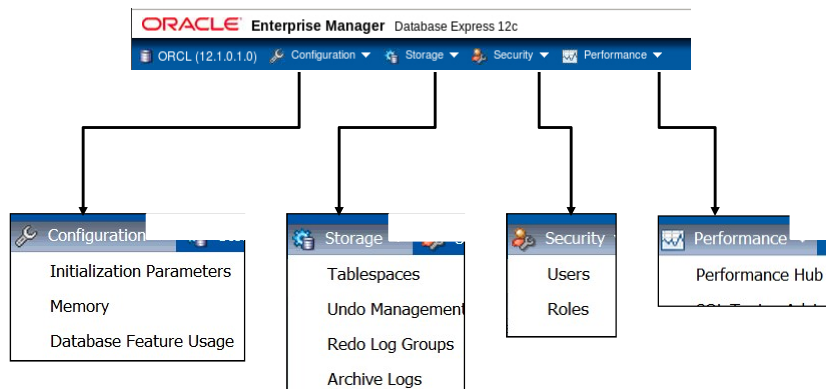 ORACLE Enterprise Manager Database Express 12c
ORCL (12.1.0.1.0) Configuration Storage Security Performance
Configuration
Initialization Parameters
Memory
Database Feature Usage
Storage
Tablespaces
Undo Management
Redo Log Groups
Archive Logs
Security
Users
Roles
Performance
Performance Hub